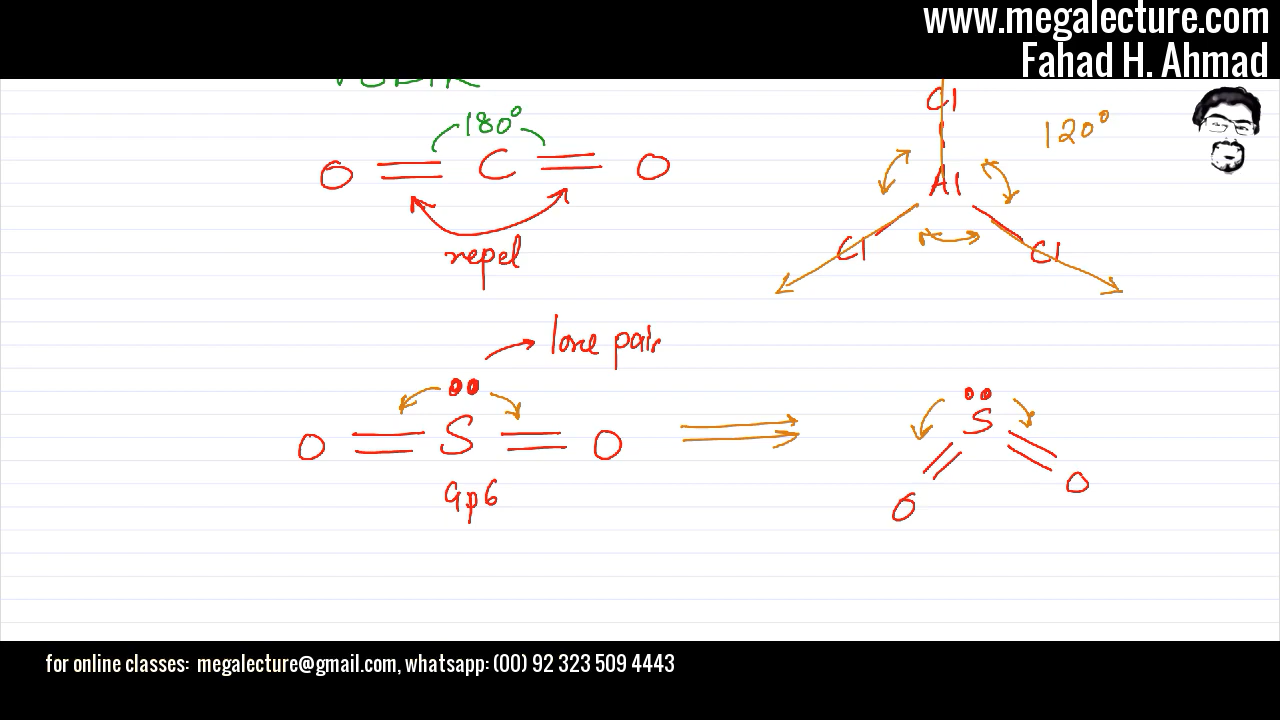 www.megalecture.com
Fahad H. Ahmad
180°
O = C = O
repel
Cl
120°
Al
Cl Cl
lone pair
O = S = O
Gp6
S
O O
for online classes: megalecture@gmail.com, whatsapp: (00) 92 323 509 4443